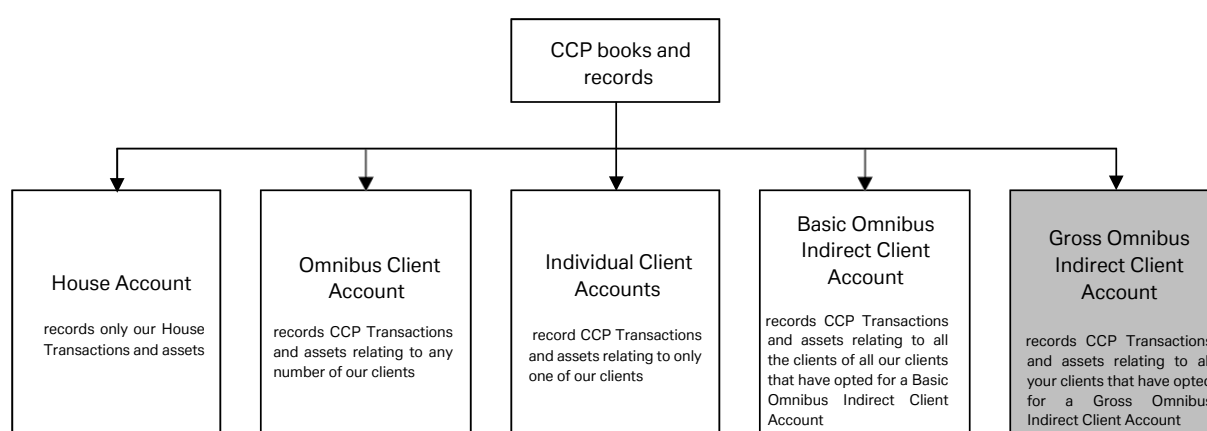 CCP books and
records
House Account
records only our House
Transactions and assets
Omnibus Client
Account
records CCP Transactions
and assets relating to any
number of our clients
Individual Client
Accounts
record CCP Transactions
and assets relating to only
one of our clients
Basic Omnibus
Indirect Client
Account
records CCP Transactions
and assets relating to all
the clients of all our clients
that have opted for a Basic
Omnibus Indirect Client
Account
Gross Omnibus
Indirect Client
Account
records CCP Transactions
and assets relating to all
your clients that have opted
for a Gross Omnibus
Indirect Client Account